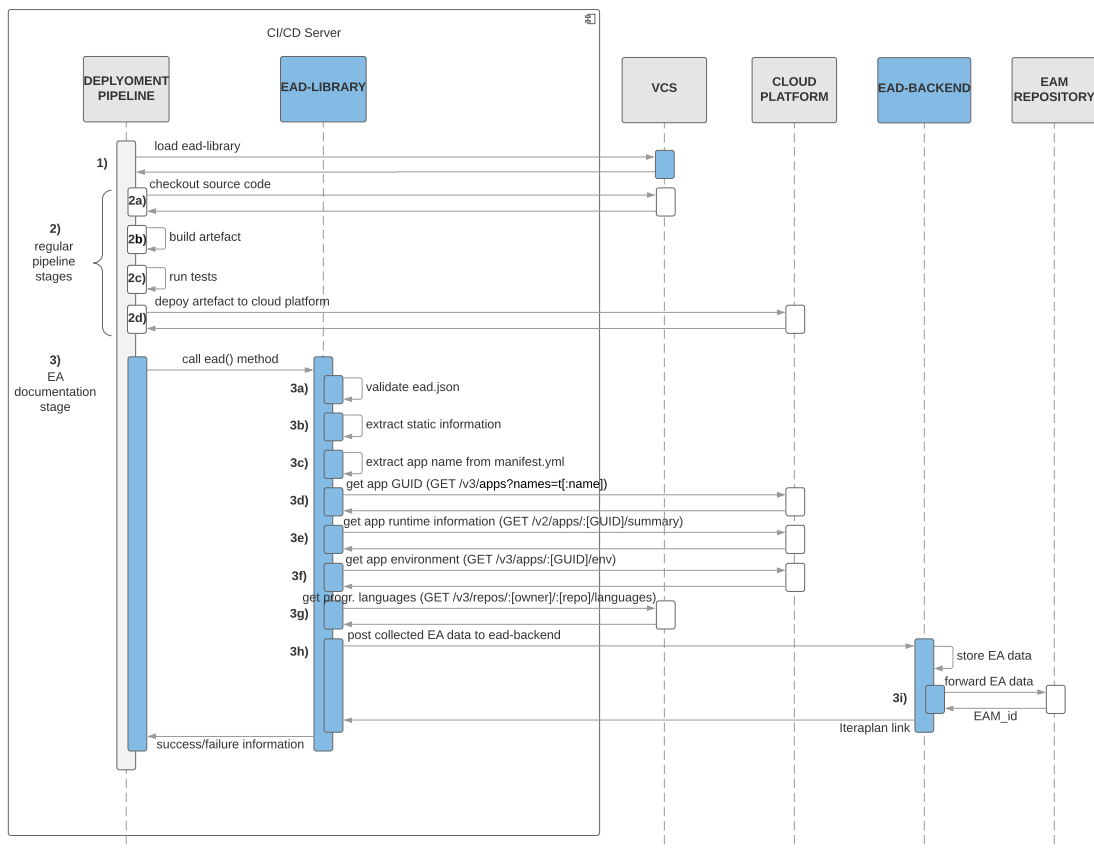 CI/CD Server
DEPLYOMENT
PIPELINE
EAD-LIBRARY
VCS
CLOUD
PLATFORM
EAD-BACKEND
EAM
REPOSITORY
1)
load ead-library
checkout source code
2a)
2)
regular
pipeline
stages
2b)
build artefact
2c)
run tests
depoy artefact to cloud platform
2d)
3)
EA
documentation
stage
call ead() method
3a)
validate ead.json
3b)
extract static information
3c)
extract app name from manifest.yml
get app GUID (GET /v3/apps?names=t[:name])
3d)
get app runtime information (GET /v2/apps/:[GUID]/summary)
3e)
get app environment (GET /v3/apps/:[GUID]/env)
3f)
get progr. languages (GET /v3/repos/:[owner]/:[repo]/languages)
3g)
post collected EA data to ead-backend
3h)
store EA data
forward EA data
3i)
EAM_id
Iteraplan link
success/failure information